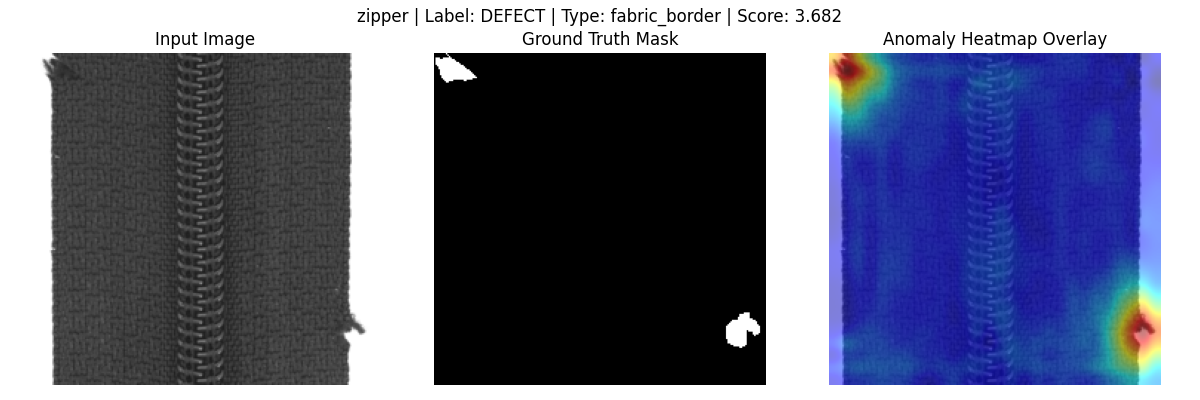 zipper | Label: DEFECT | Type: fabric_border | Score: 3.682
Input Image
Ground Truth Mask
Anomaly Heatmap Overlay